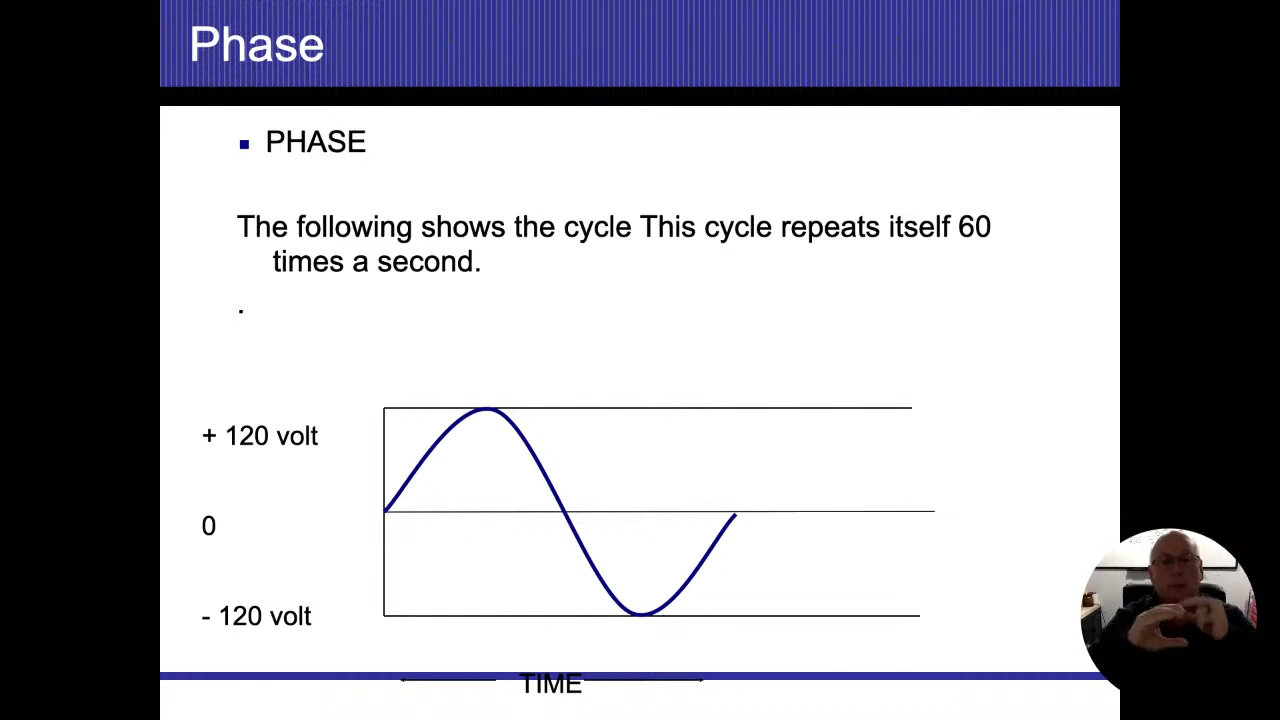 Phase
PHASE
The following shows the cycle This cycle repeats itself 60
times a second.
.
+ 120 volt
0
- 120 volt
TIME